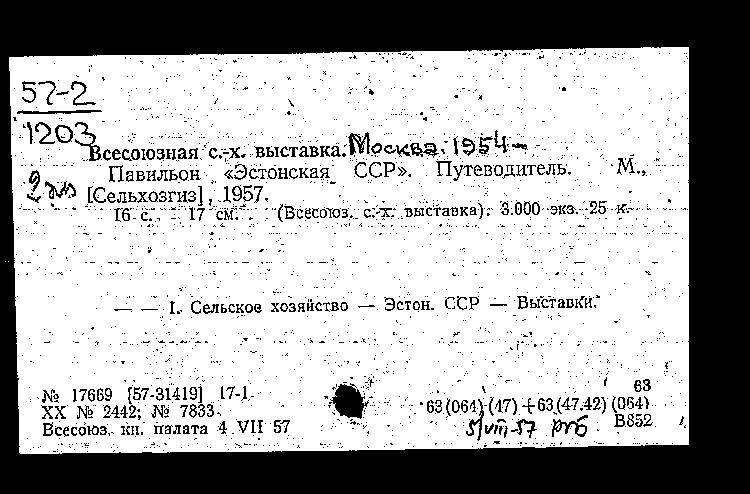 57-2
1203
Всесоюзная с.-х. выставка. Москва. 1954 -
Павильон «Эстонская ССР». Путеводитель. М.,
2 экз [Сельхозгиз], 1957.
16 с. 17 см. (Всесоюз. с.-х. выставка). 3.000 экз. 25 к.
— — I. Сельское хозяйство — Эстон. ССР — Выставки.
63
№ 17669 [57-31419] 17-1
63(064)(47)+63(47.42)(064)
XX № 2442; № 7833.
В852
Всесоюз. кн. палата 4 VII 57
5/VIII-57